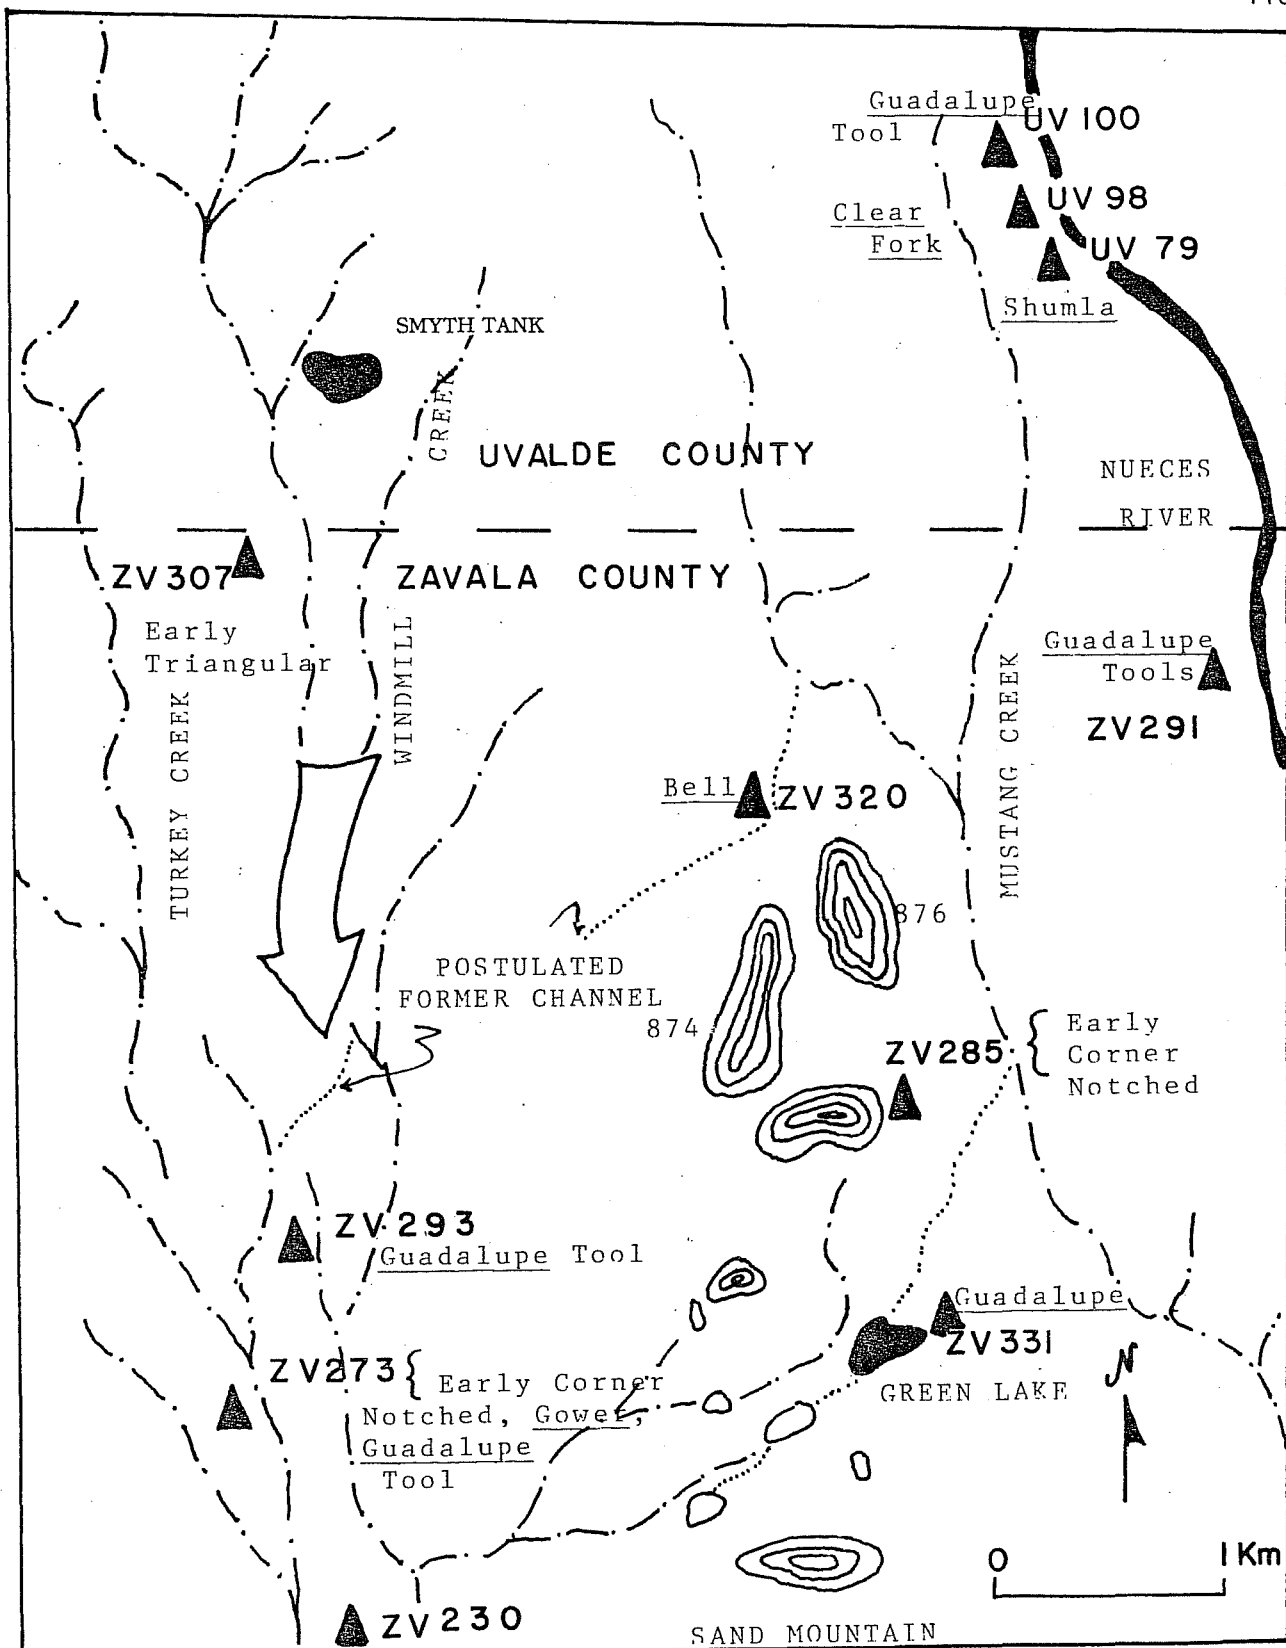 Guadalupe
Tool
UV 100
Clear
Fork
UV 98
UV 79
Shumla
SMYTH TANK
CREEK
UVALDE COUNTY
NUECES
RIVER
ZV307
ZAVALA COUNTY
Early
Triangular
WINDMILL
TURKEY CREEK
Guadalupe
Tools
ZV291
MUSTANG CREEK
Bell
ZV320
876
POSTULATED
FORMER CHANNEL
874
ZV285
Early
Corner
Notched
ZV293
Guadalupe Tool
Guadalupe
ZV331
GREEN LAKE
N
ZV273
Early Corner
Notched, Gower,
Guadalupe
Tool
0 1 Km
ZV230
SAND MOUNTAIN